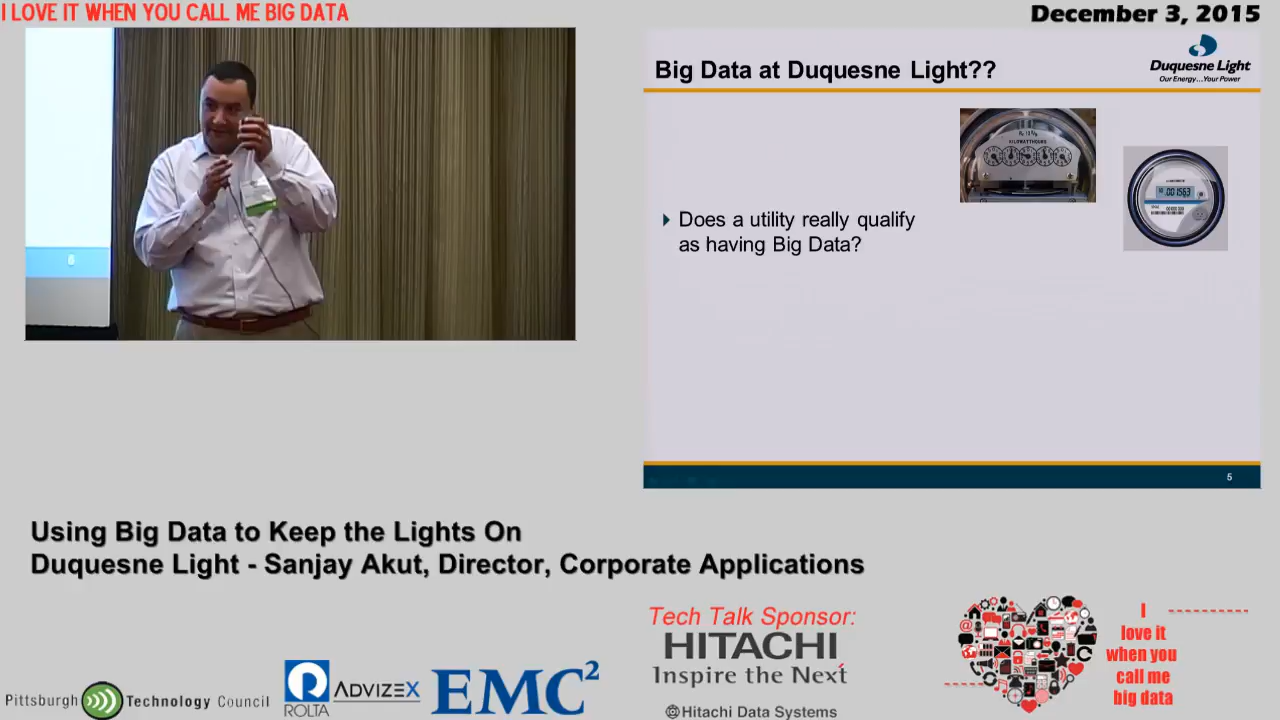 I LOVE IT WHEN YOU CALL ME BIG DATA
December 3, 2015
Big Data at Duquesne Light??
Duquesne Light
Our Energy...Your Power
KILOWATTHOURS
001563
Does a utility really qualify
as having Big Data?
5
Using Big Data to Keep the Lights On
Duquesne Light - Sanjay Akut, Director, Corporate Applications
Pittsburgh Technology Council
ROLTA
ADVIZEX
EMC²
Tech Talk Sponsor:
HITACHI
Inspire the Next
Hitachi Data Systems
I
love it
when you
call me
big data